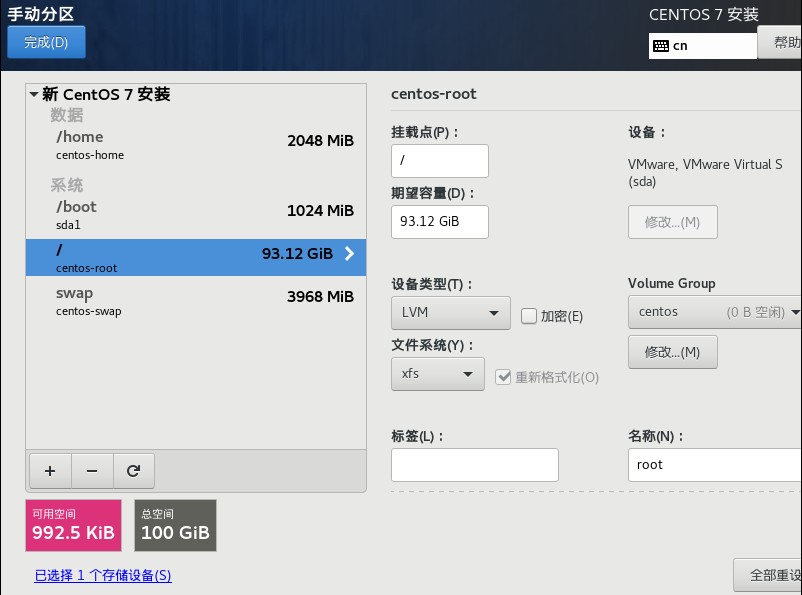 手动分区
CENTOS 7 安装
完成(D)
cn
帮助
新 CentOS 7 安装
数据
/home
2048 MiB
centos-home
系统
/boot
1024 MiB
sda1
/
93.12 GiB
centos-root
swap
3968 MiB
centos-swap
+ −
可用空间
992.5 KiB
总空间
100 GiB
已选择 1 个存储设备(S)
centos-root
挂载点(P)：
/
期望容量(D)：
93.12 GiB
设备：
VMware, VMware Virtual S
(sda)
修改...(M)
设备类型(T)：
LVM
加密(E)
文件系统(Y)：
xfs
重新格式化(O)
Volume Group
centos (0 B 空闲)
修改...(M)
标签(L)：
名称(N)：
root
全部重设